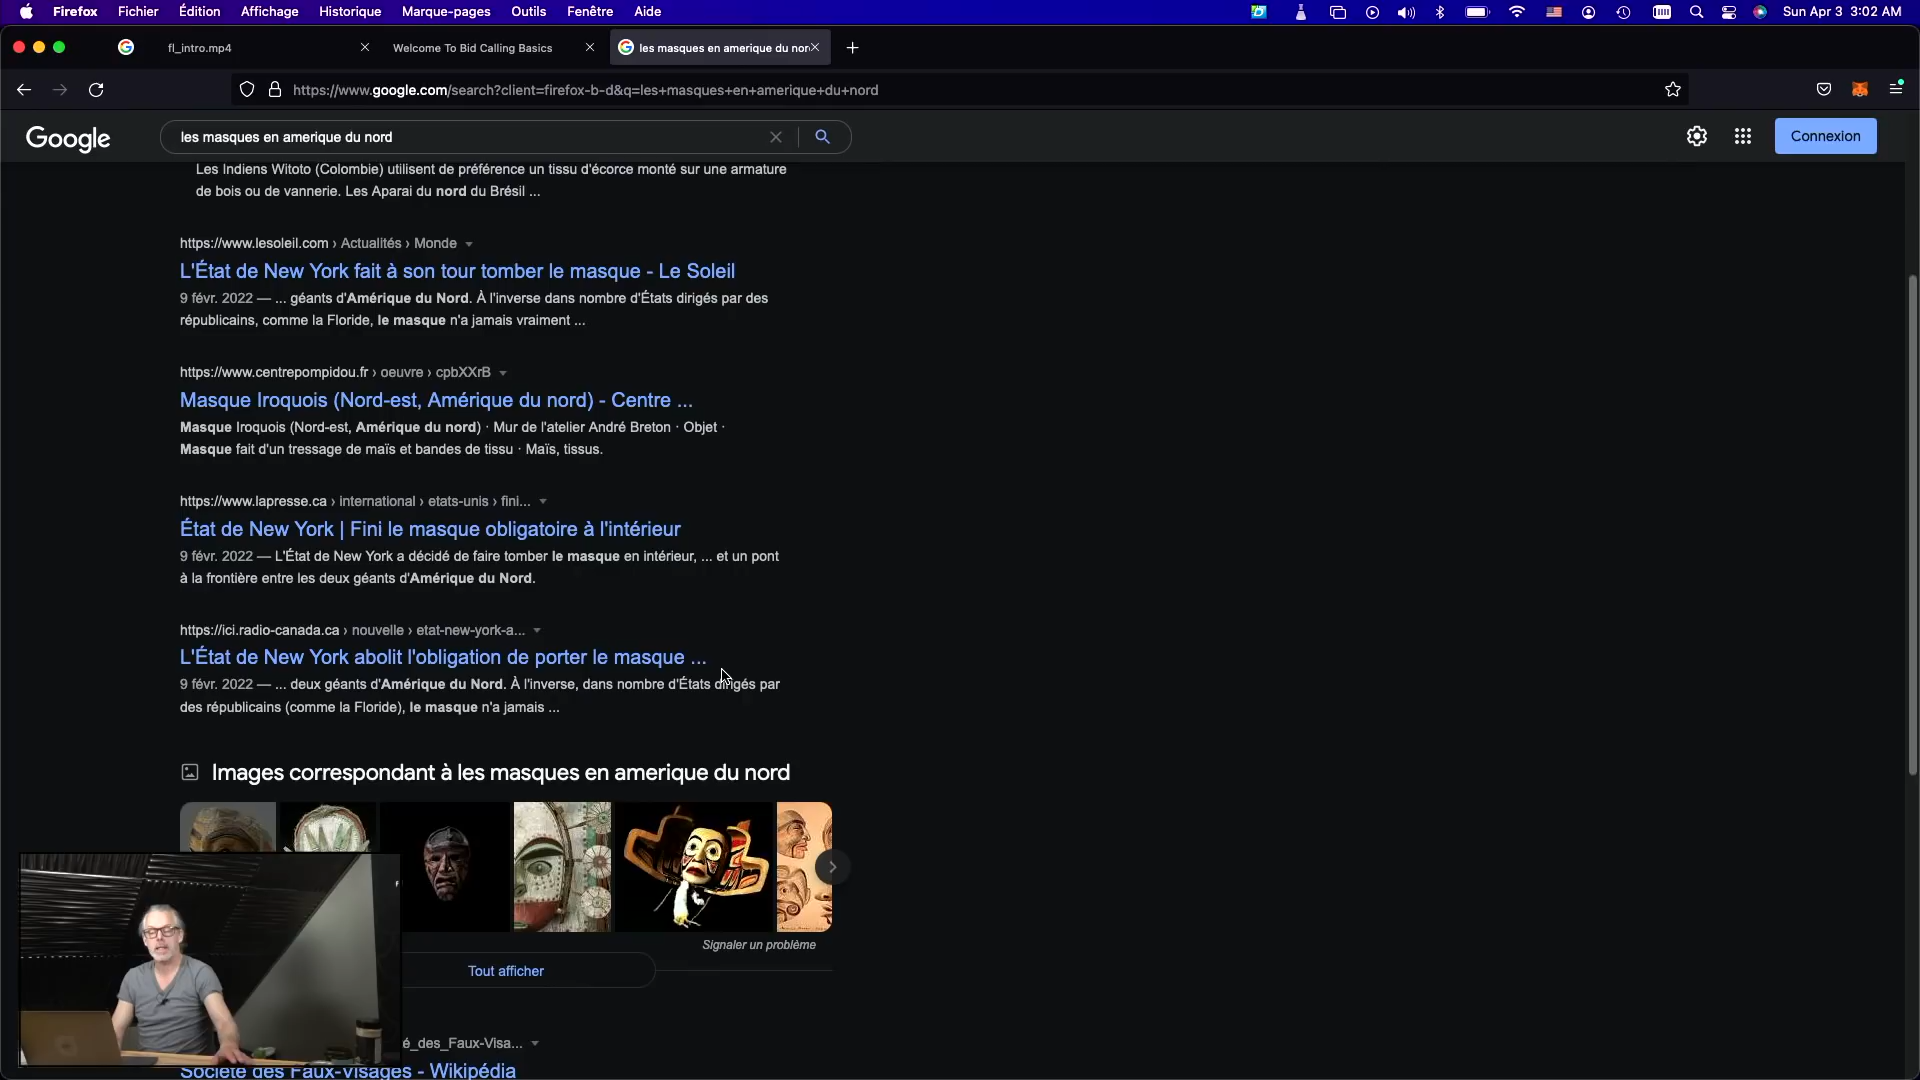 Firefox Fichier Édition Affichage Historique Marque-pages Outils Fenêtre Aide Sun Apr 3 3:02 AM
fl_intro.mp4 Welcome To Bid Calling Basics les masques en amerique du nor
https://www.google.com/search?client=firefox-b-d&q=les+masques+en+amerique+du+nord
Google les masques en amerique du nord Connexion
Les Indiens Witoto (Colombie) utilisent de préférence un tissu d'écorce monté sur une armature
de bois ou de vannerie. Les Aparai du nord du Brésil ...
https://www.lesoleil.com › Actualités › Monde
L'État de New York fait à son tour tomber le masque - Le Soleil
9 févr. 2022 — ... géants d'Amérique du Nord. À l'inverse dans nombre d'États dirigés par des
républicains, comme la Floride, le masque n'a jamais vraiment ...
https://www.centrepompidou.fr › oeuvre › cpbXXrB
Masque Iroquois (Nord-est, Amérique du nord) - Centre ...
Masque Iroquois (Nord-est, Amérique du nord) · Mur de l'atelier André Breton · Objet ·
Masque fait d'un tressage de maïs et bandes de tissu · Maïs, tissus.
https://www.lapresse.ca › international › etats-unis › fini...
État de New York | Fini le masque obligatoire à l'intérieur
9 févr. 2022 — L'État de New York a décidé de faire tomber le masque en intérieur, ... et un pont
à la frontière entre les deux géants d'Amérique du Nord.
https://ici.radio-canada.ca › nouvelle › etat-new-york-a...
L'État de New York abolit l'obligation de porter le masque ...
9 févr. 2022 — ... deux géants d'Amérique du Nord. À l'inverse, dans nombre d'États dirigés par
des républicains (comme la Floride), le masque n'a jamais ...
Images correspondant à les masques en amerique du nord
Signaler un problème
Tout afficher
é_des_Faux-Visa...
Société des Faux-Visages - Wikipédia